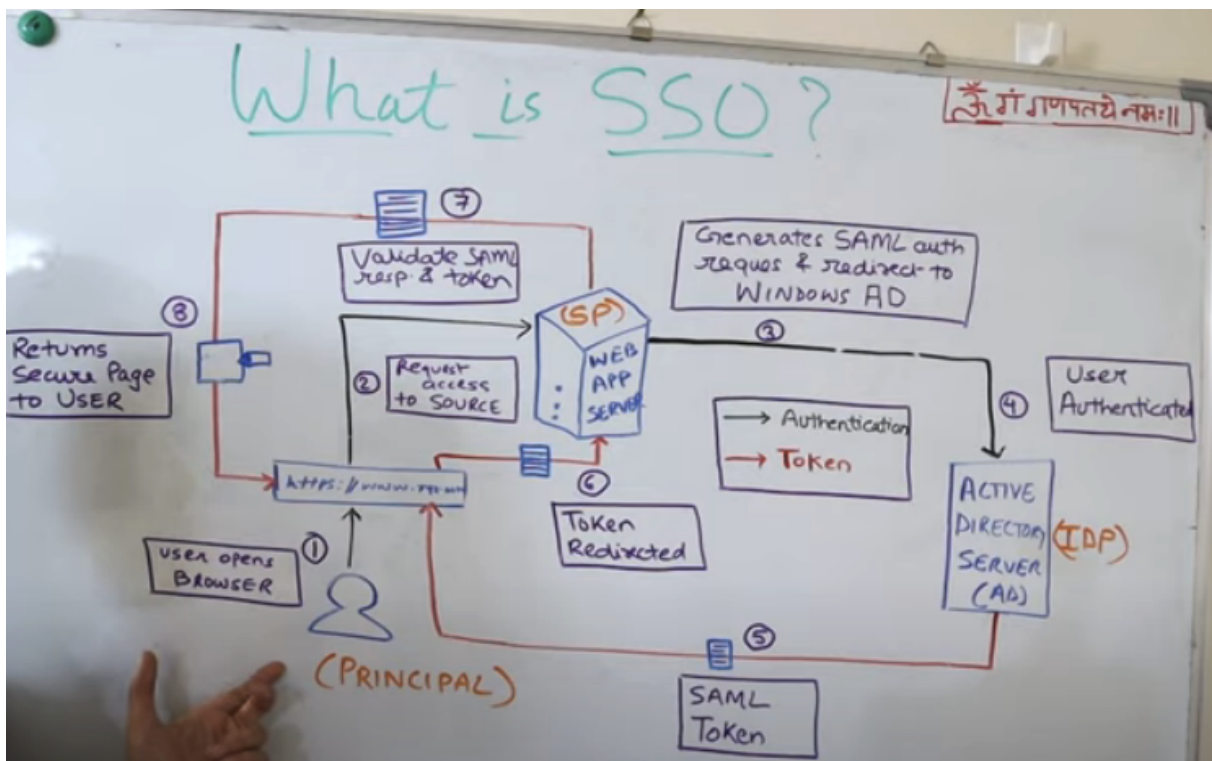 What is SSO?
ॐ गं गणपतये नमः॥
7
Validate SAML
resp. & token
Generates SAML auth
reques & redirect to
WINDOWS AD
8
Returns
Secure Page
to USER
(SP)
WEB
APP
SERVER
3
2
Request
access
to SOURCE
→ Authentication
→ Token
4
User
Authenticated
https://www.
6
Token
Redirected
ACTIVE
DIRECTORY
SERVER
(AD)
(IDP)
1
user opens
BROWSER
(PRINCIPAL)
5
SAML
Token